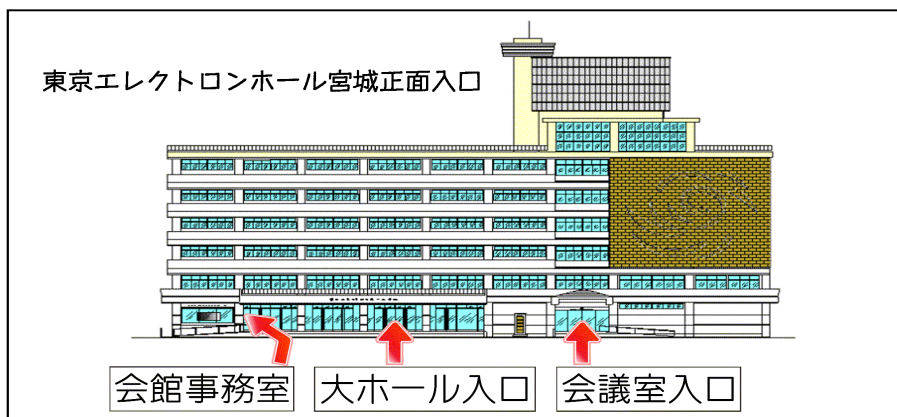 東京エレクトロンホール宮城正面入口
会館事務室
大ホール入口
会議室入口